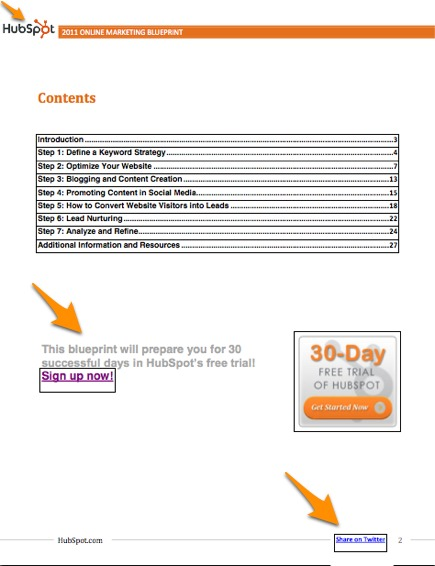 HubSpot
2011 ONLINE MARKETING BLUEPRINT
Contents
Introduction........3
Step 1: Define a Keyword Strategy........4
Step 2: Optimize Your Website........7
Step 3: Blogging and Content Creation........13
Step 4: Promoting Content in Social Media........15
Step 5: How to Convert Website Visitors into Leads........18
Step 6: Lead Nurturing........22
Step 7: Analyze and Refine........24
Additional Information and Resources........27
This blueprint will prepare you for 30
successful days in HubSpot's free trial!
Sign up now!
30-Day
FREE TRIAL
OF HUBSPOT
Get Started Now
HubSpot.com
Share on Twitter
2